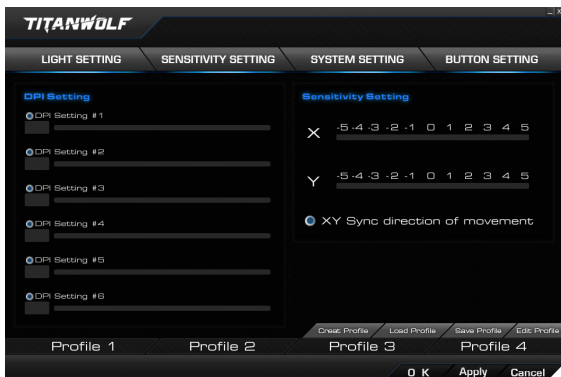 TITANWOLF
LIGHT SETTING SENSITIVITY SETTING SYSTEM SETTING BUTTON SETTING
DPI Setting
DPI Setting #1
DPI Setting #2
DPI Setting #3
DPI Setting #4
DPI Setting #5
DPI Setting #6
Sensitivity Setting
X -5 -4 -3 -2 -1 0 1 2 3 4 5
Y -5 -4 -3 -2 -1 0 1 2 3 4 5
XY Sync direction of movement
Creat Profile Load Profile Save Profile Edit Profile
Profile 1 Profile 2 Profile 3 Profile 4
OK Apply Cancel